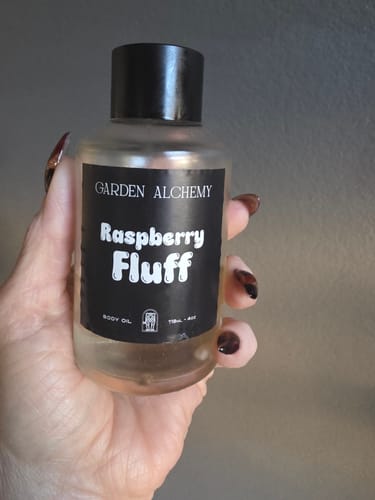 GARDEN ALCHEMY
Raspberry
Fluff
BODY OIL 118mL - 4oz